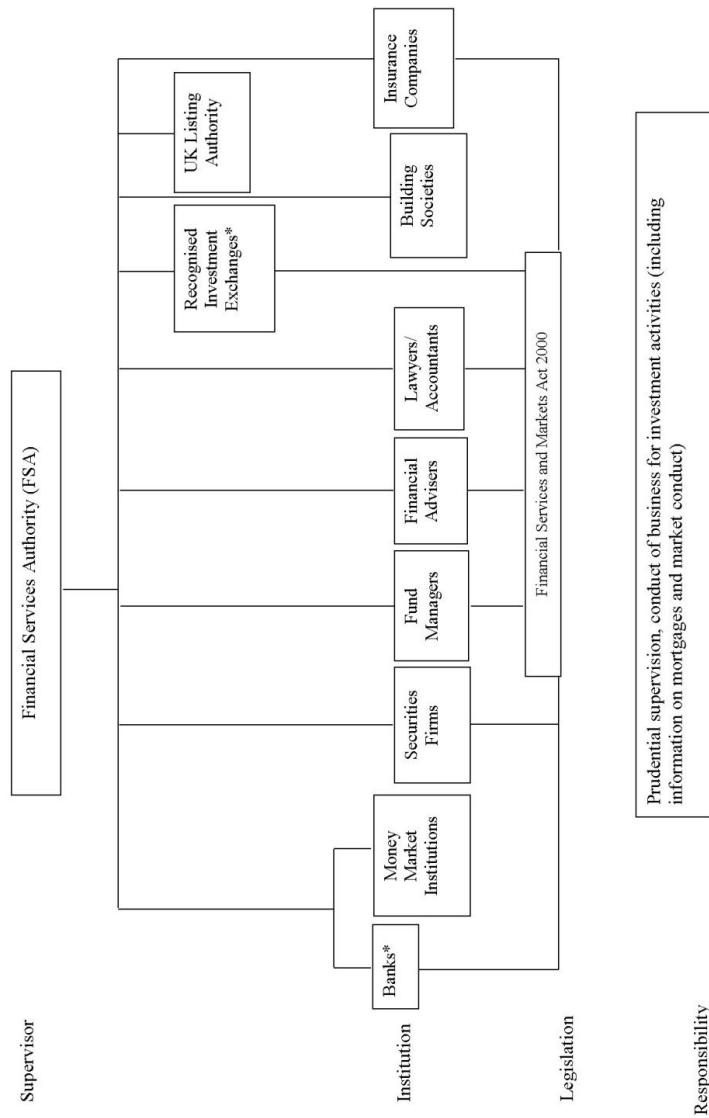 Supervisor
Financial Services Authority (FSA)
Recognised
Investment
Exchanges*
UK Listing
Authority
Institution
Banks*
Money
Market
Institutions
Securities
Firms
Fund
Managers
Financial
Advisers
Lawyers/
Accountants
Building
Societies
Insurance
Companies
Legislation
Financial Services and Markets Act 2000
Responsibility
Prudential supervision, conduct of business for investment activities (including
information on mortgages and market conduct)